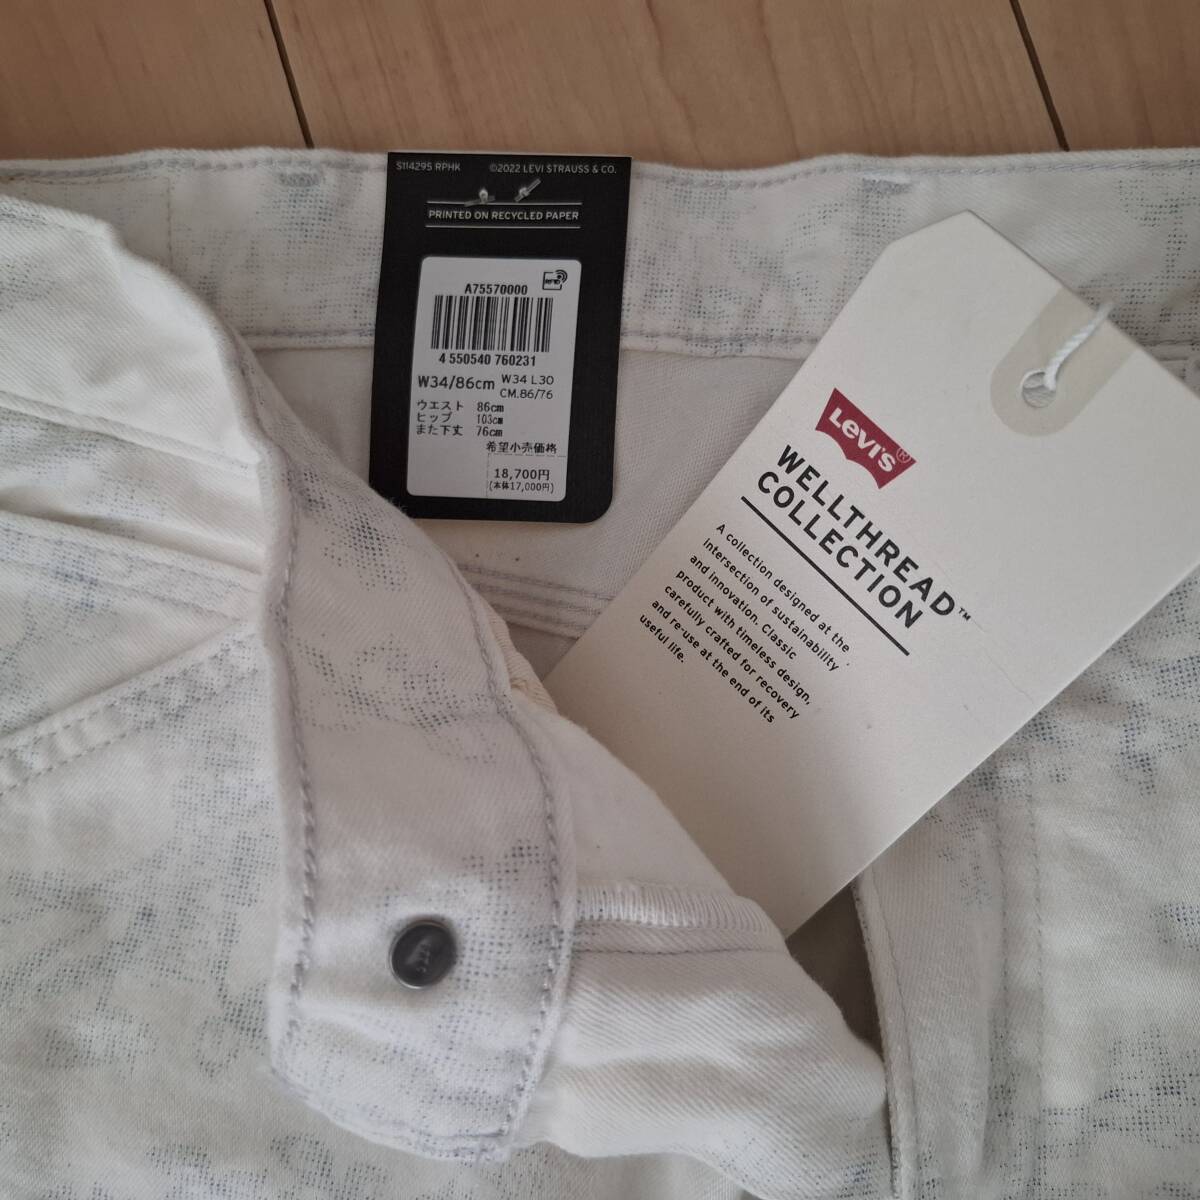 S114295 RPHK ©2022 LEVI STRAUSS & CO.
PRINTED ON RECYCLED PAPER
A75570000
RFID
4 550540 760231
W34/86cm W34 L30
CM.86/76
ウエスト 86cm
ヒップ 103cm
また下丈 76cm
希望小売価格
18,700円
(本体17,000円)
Levi's®
WELLTHREAD™
COLLECTION
A collection designed at the
intersection of sustainability
and innovation. Classic
product with timeless design,
carefully crafted for recovery
and re-use at the end of its
useful life.